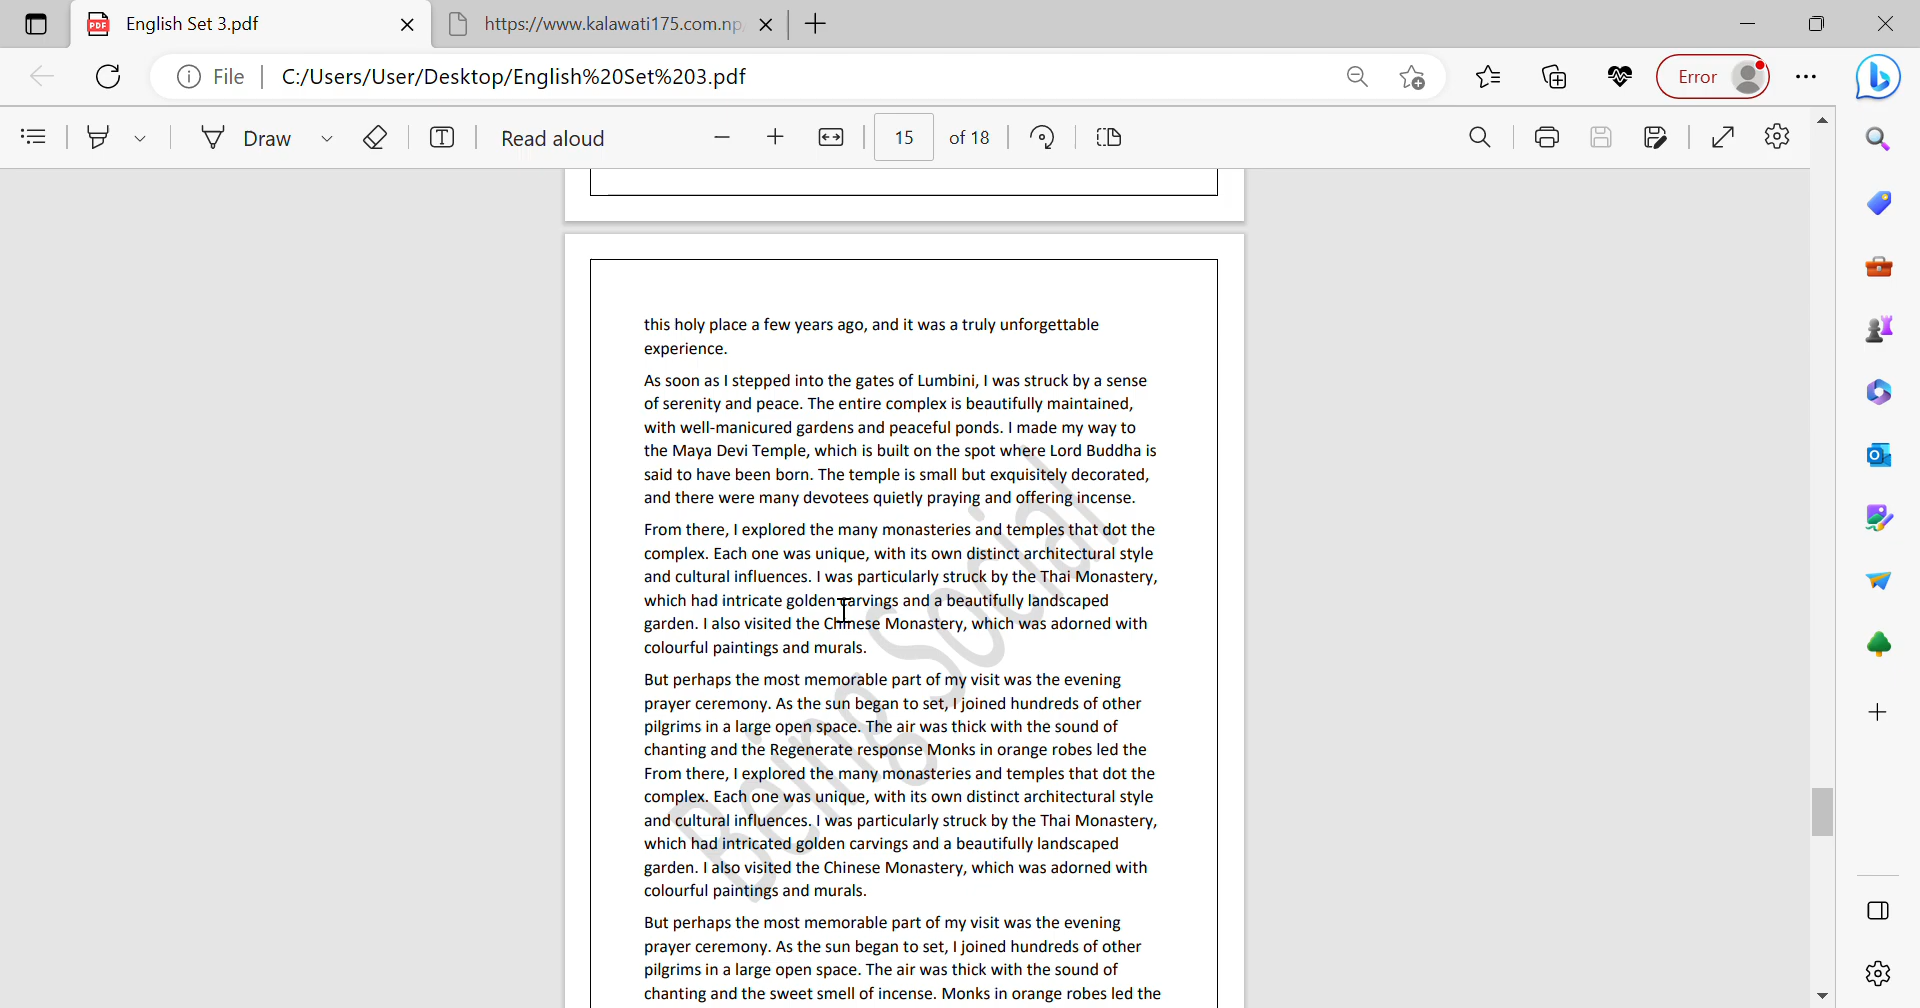 English Set 3.pdf
https://www.kalawati175.com.np/
File
C:/Users/User/Desktop/English%20Set%203.pdf
Error
Draw
Read aloud
15
of 18
this holy place a few years ago, and it was a truly unforgettable
experience.
As soon as I stepped into the gates of Lumbini, I was struck by a sense
of serenity and peace. The entire complex is beautifully maintained,
with well-manicured gardens and peaceful ponds. I made my way to
the Maya Devi Temple, which is built on the spot where Lord Buddha is
said to have been born. The temple is small but exquisitely decorated,
and there were many devotees quietly praying and offering incense.
From there, I explored the many monasteries and temples that dot the
complex. Each one was unique, with its own distinct architectural style
and cultural influences. I was particularly struck by the Thai Monastery,
which had intricate golden carvings and a beautifully landscaped
garden. I also visited the Chinese Monastery, which was adorned with
colourful paintings and murals.
But perhaps the most memorable part of my visit was the evening
prayer ceremony. As the sun began to set, I joined hundreds of other
pilgrims in a large open space. The air was thick with the sound of
chanting and the Regenerate response Monks in orange robes led the
From there, I explored the many monasteries and temples that dot the
complex. Each one was unique, with its own distinct architectural style
and cultural influences. I was particularly struck by the Thai Monastery,
which had intricated golden carvings and a beautifully landscaped
garden. I also visited the Chinese Monastery, which was adorned with
colourful paintings and murals.
But perhaps the most memorable part of my visit was the evening
prayer ceremony. As the sun began to set, I joined hundreds of other
pilgrims in a large open space. The air was thick with the sound of
chanting and the sweet smell of incense. Monks in orange robes led the
Being Social